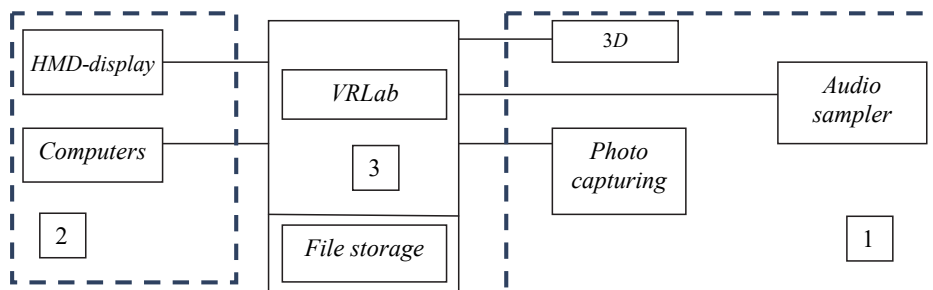 HMD-display
Computers
2
VRLab
3
File storage
3D
Audio
sampler
Photo
capturing
1